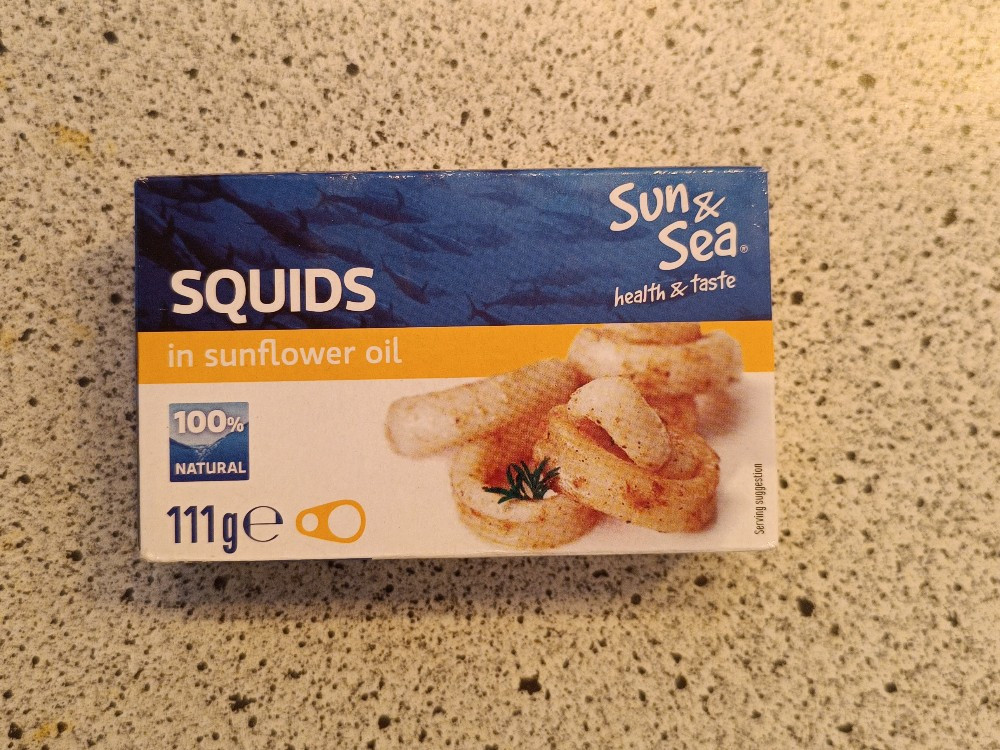 Sun &
Sea®
health & taste
SQUIDS
in sunflower oil
100%
NATURAL
111g℮
Serving suggestion